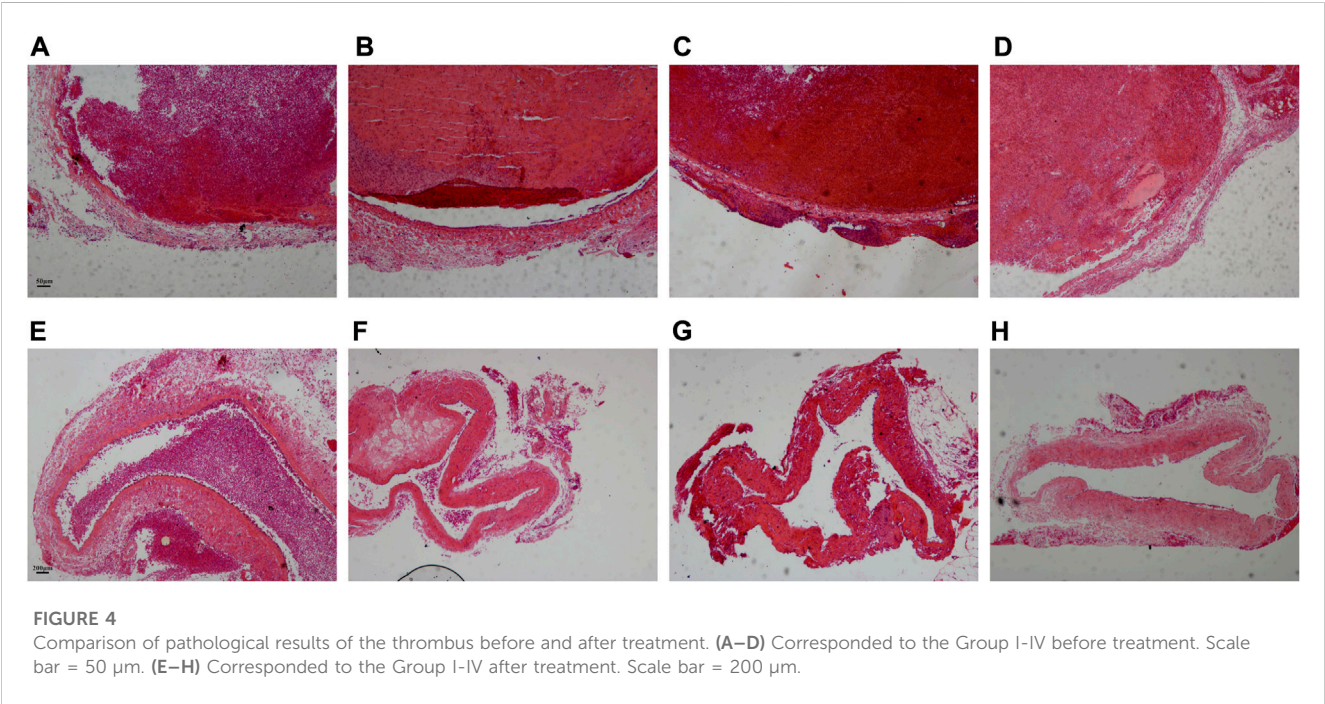 A
B
C
D
50μm
E
F
G
H
200μm
FIGURE 4
Comparison of pathological results of the thrombus before and after treatment. (A–D) Corresponded to the Group I-IV before treatment. Scale
bar = 50 μm. (E–H) Corresponded to the Group I-IV after treatment. Scale bar = 200 μm.